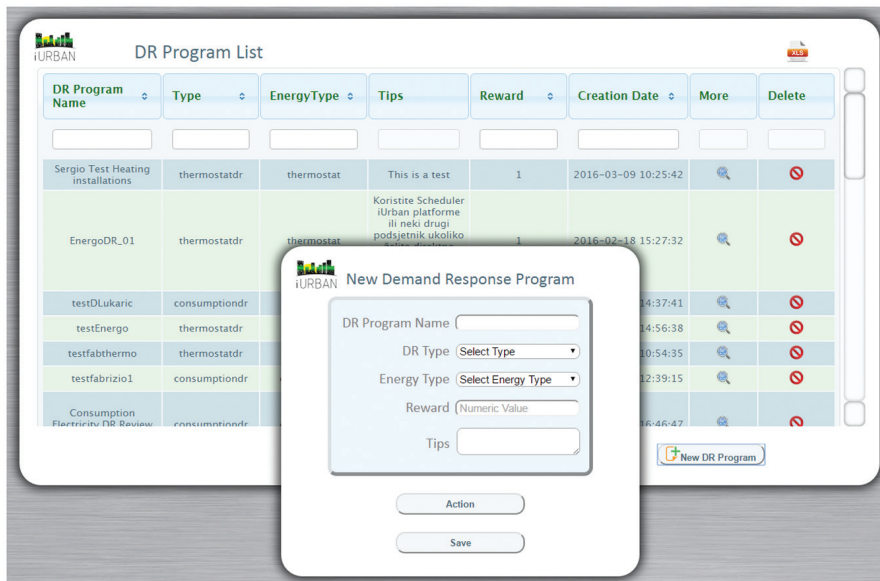 iURBAN
DR Program List
XLS
DR Program Name
Type
EnergyType
Tips
Reward
Creation Date
More
Delete
Sergio Test Heating installations
thermostatdr
thermostat
This is a test
1
2016-03-09 10:25:42
EnergoDR_01
thermostatdr
thermostat
Koristite Scheduler
iUrban platforme
ili neki drugi
podsjetnik ukoliko
1
2016-02-18 15:27:32
testDLukaric
consumptiondr
14:37:41
testEnergo
thermostatdr
14:56:38
testfabthermo
thermostatdr
10:54:35
testfabrizio1
consumptiondr
12:39:15
Consumption
Electricity DR Review
consumptiondr
16:46:47
iURBAN
New Demand Response Program
DR Program Name
DR Type
Select Type
Energy Type
Select Energy Type
Reward
Numeric Value
Tips
Action
Save
New DR Program